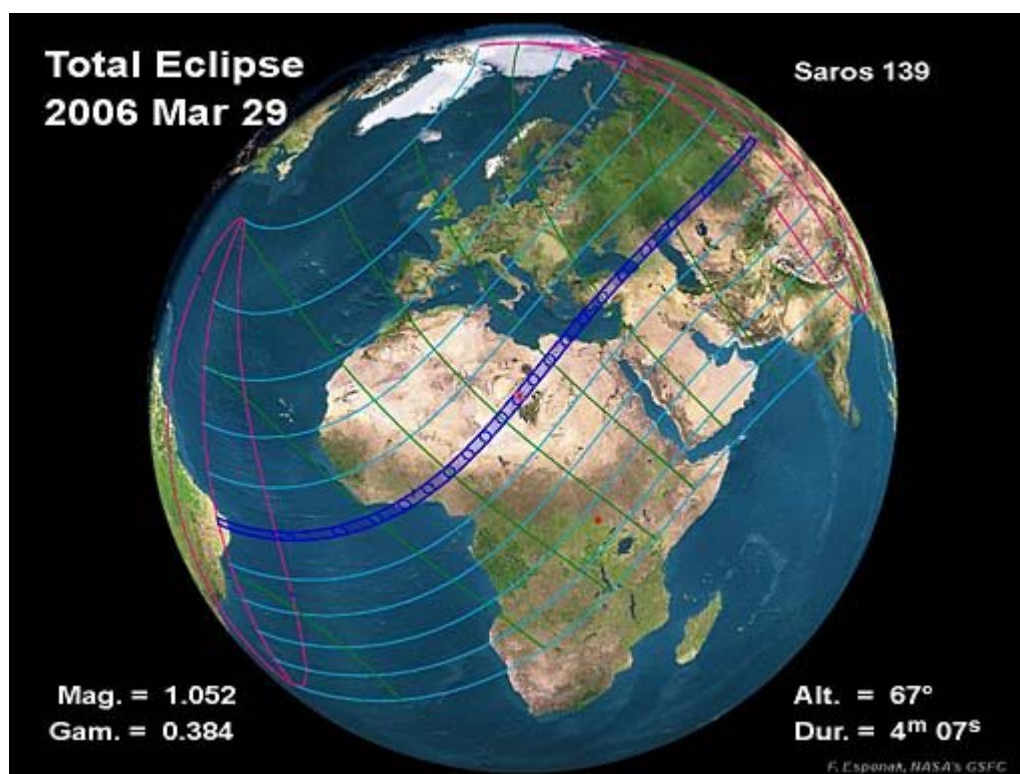 Total Eclipse
2006 Mar 29
Saros 139
Mag. = 1.052
Gam. = 0.384
Alt. = 67°
Dur. = 4ᵐ 07ˢ
F. Espenak, NASA's GSFC